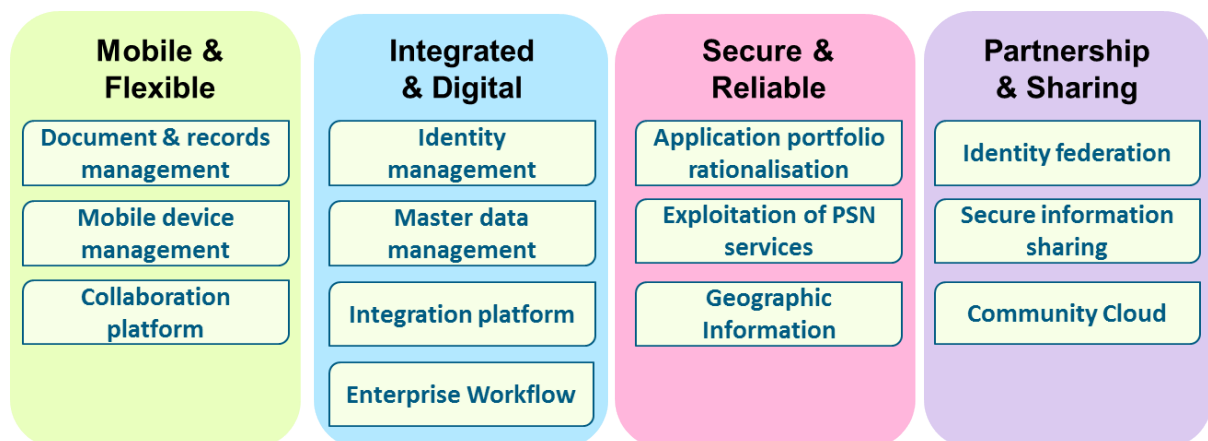 Mobile &
Flexible
Document & records
management
Mobile device
management
Collaboration
platform
Integrated
& Digital
Identity
management
Master data
management
Integration platform
Enterprise Workflow
Secure &
Reliable
Application portfolio
rationalisation
Exploitation of PSN
services
Geographic
Information
Partnership
& Sharing
Identity federation
Secure information
sharing
Community Cloud